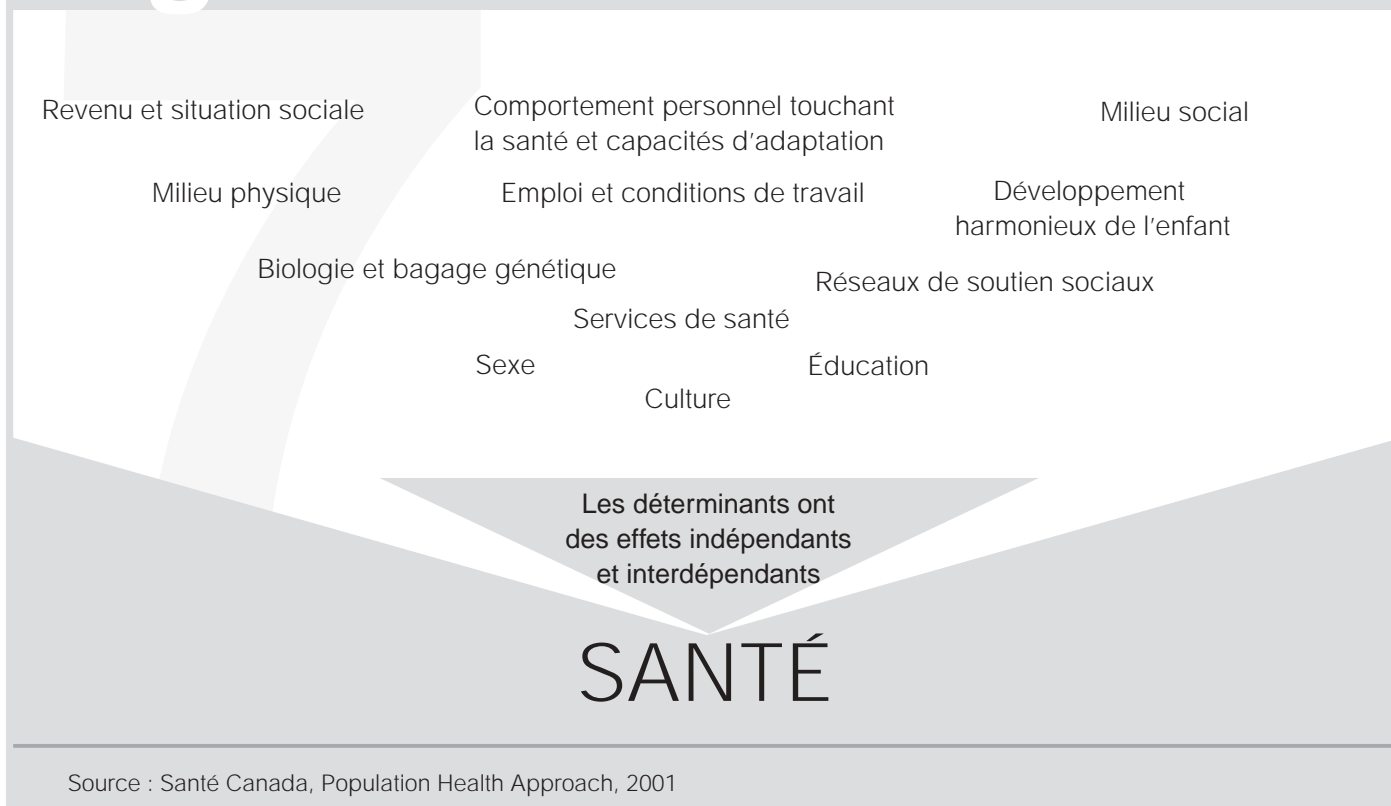 7
Revenu et situation sociale
Comportement personnel touchant
la santé et capacités d'adaptation
Milieu social
Milieu physique
Emploi et conditions de travail
Développement
harmonieux de l'enfant
Biologie et bagage génétique
Réseaux de soutien sociaux
Services de santé
Sexe
Éducation
Culture
Les déterminants ont
des effets indépendants
et interdépendants
SANTÉ
Source : Santé Canada, Population Health Approach, 2001